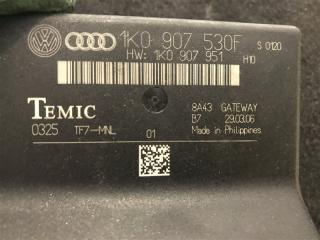 1K0 907 530F S 0120
HW: 1K0 907 951 H10
TEMIC
8A43 GATEWAY
0325 TF7-MNL 01 B7 29.03.06
Made in Philippines